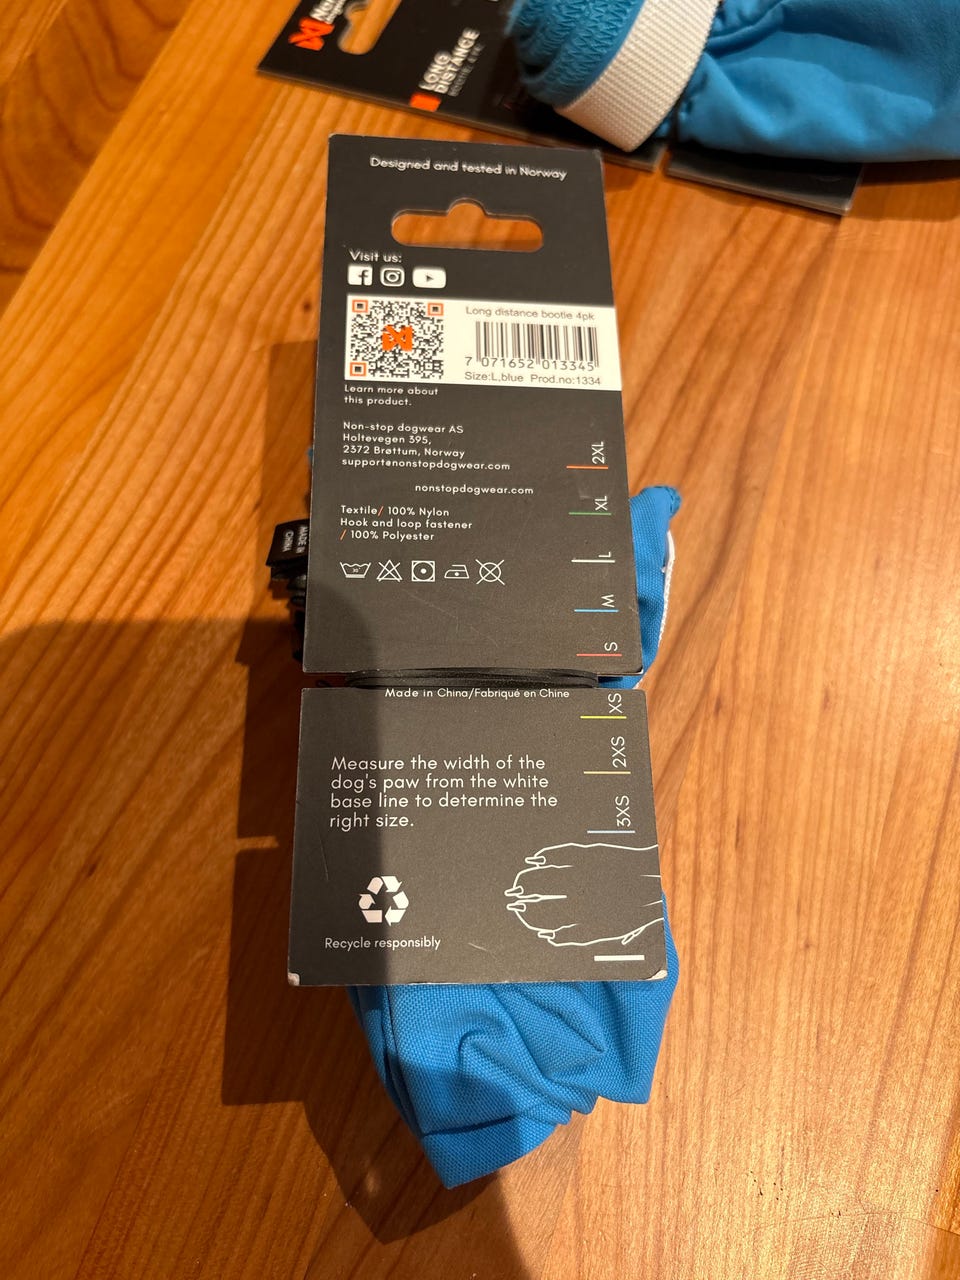 LONG
DISTANCE
Designed and tested in Norway
Visit us:
Long distance bootie 4pk
7 071652 013345
Size:L,blue Prod.no:1334
Learn more about
this product.
Non-stop dogwear AS
Holtevegen 395,
2372 Brøttum, Norway
support@nonstopdogwear.com
nonstopdogwear.com
Textile/ 100% Nylon
Hook and loop fastener
/ 100% Polyester
30
MADE IN
CHINA
2XL
XL
L
M
S
Made in China/Fabriqué en Chine
XS
2XS
3XS
Measure the width of the
dog's paw from the white
base line to determine the
right size.
Recycle responsibly